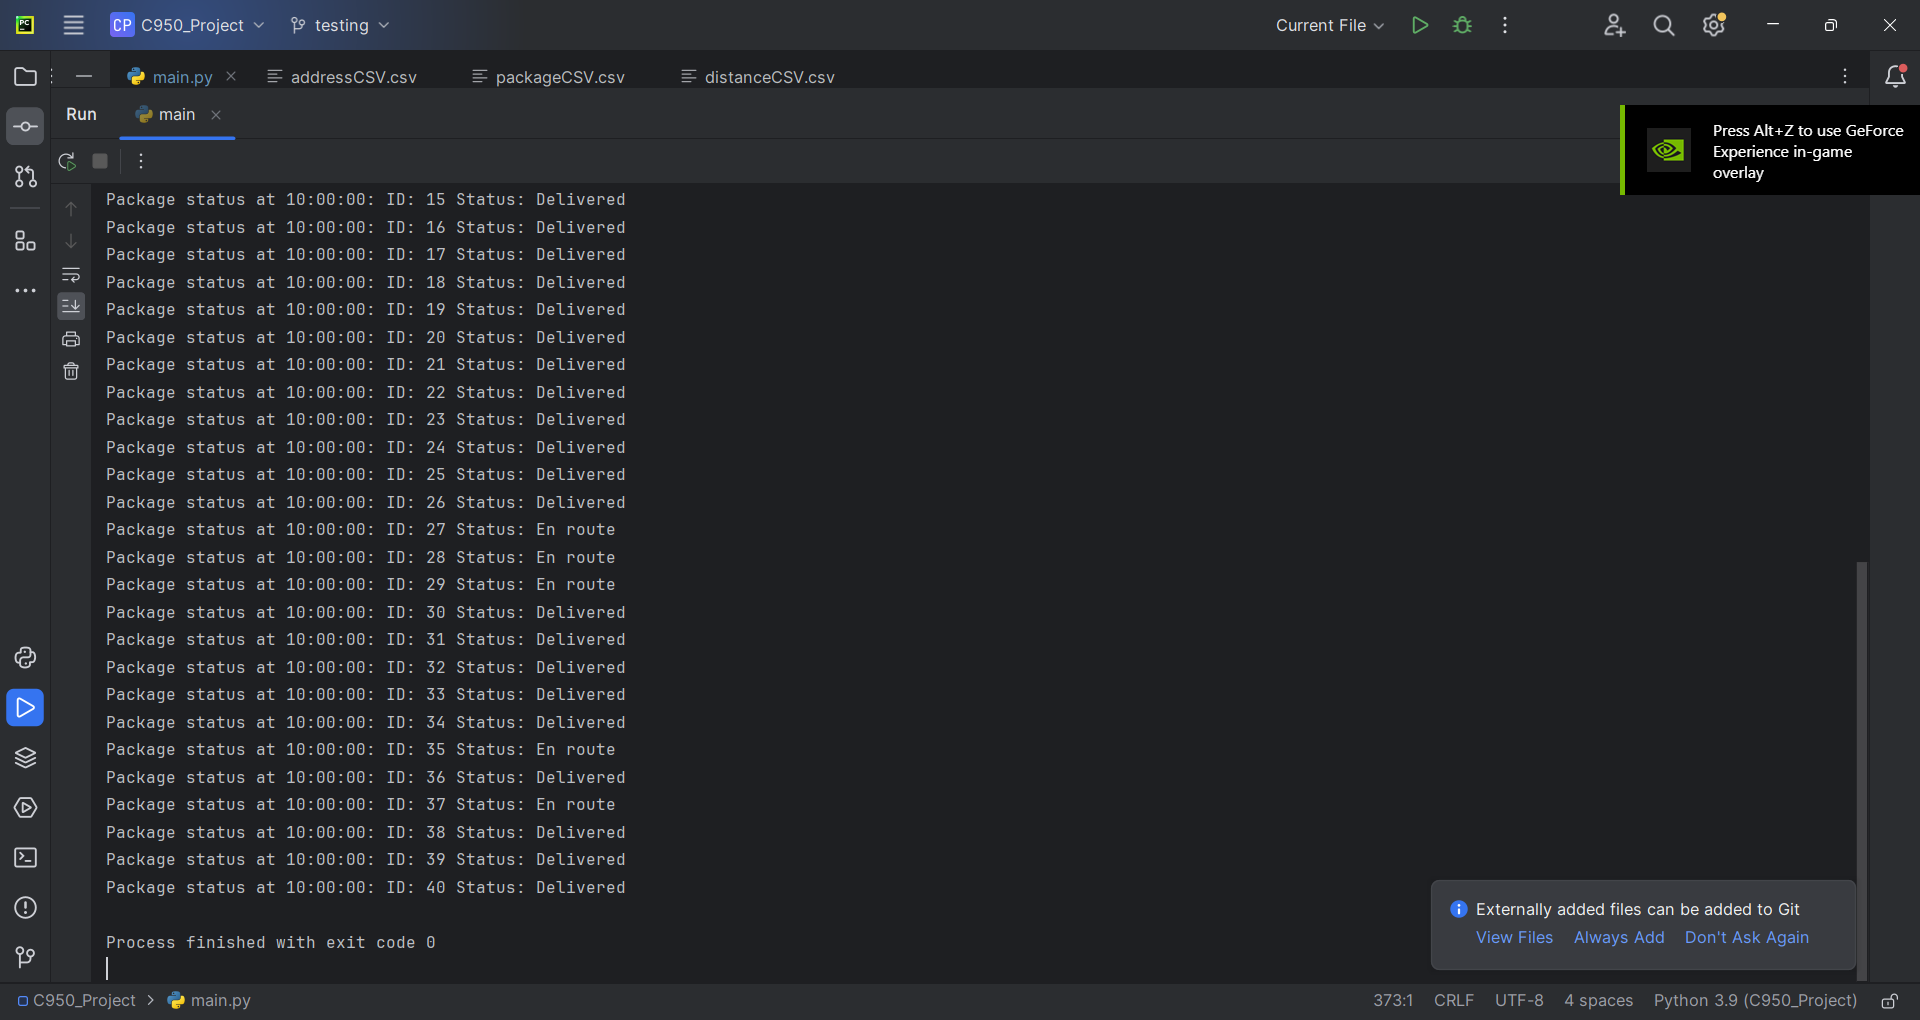 PC
CP C950_Project testing Current File
main.py addressCSV.csv packageCSV.csv distanceCSV.csv
Run main
Press Alt+Z to use GeForce
Experience in-game
overlay
Package status at 10:00:00: ID: 15 Status: Delivered
Package status at 10:00:00: ID: 16 Status: Delivered
Package status at 10:00:00: ID: 17 Status: Delivered
Package status at 10:00:00: ID: 18 Status: Delivered
Package status at 10:00:00: ID: 19 Status: Delivered
Package status at 10:00:00: ID: 20 Status: Delivered
Package status at 10:00:00: ID: 21 Status: Delivered
Package status at 10:00:00: ID: 22 Status: Delivered
Package status at 10:00:00: ID: 23 Status: Delivered
Package status at 10:00:00: ID: 24 Status: Delivered
Package status at 10:00:00: ID: 25 Status: Delivered
Package status at 10:00:00: ID: 26 Status: Delivered
Package status at 10:00:00: ID: 27 Status: En route
Package status at 10:00:00: ID: 28 Status: En route
Package status at 10:00:00: ID: 29 Status: En route
Package status at 10:00:00: ID: 30 Status: Delivered
Package status at 10:00:00: ID: 31 Status: Delivered
Package status at 10:00:00: ID: 32 Status: Delivered
Package status at 10:00:00: ID: 33 Status: Delivered
Package status at 10:00:00: ID: 34 Status: Delivered
Package status at 10:00:00: ID: 35 Status: En route
Package status at 10:00:00: ID: 36 Status: Delivered
Package status at 10:00:00: ID: 37 Status: En route
Package status at 10:00:00: ID: 38 Status: Delivered
Package status at 10:00:00: ID: 39 Status: Delivered
Package status at 10:00:00: ID: 40 Status: Delivered
Process finished with exit code 0
Externally added files can be added to Git
View Files Always Add Don't Ask Again
C950_Project > main.py 373:1 CRLF UTF-8 4 spaces Python 3.9 (C950_Project)